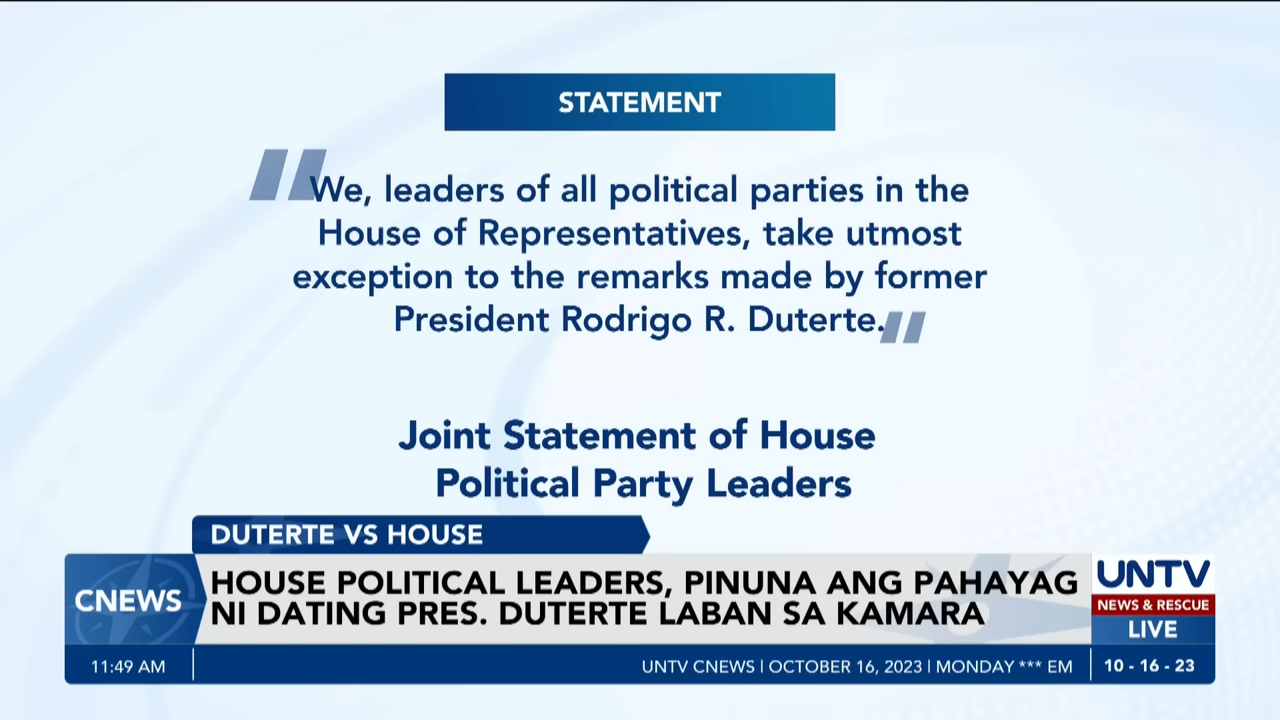 STATEMENT
"We, leaders of all political parties in the
House of Representatives, take utmost
exception to the remarks made by former
President Rodrigo R. Duterte."
Joint Statement of House
Political Party Leaders
DUTERTE VS HOUSE
CNEWS
HOUSE POLITICAL LEADERS, PINUNA ANG PAHAYAG
NI DATING PRES. DUTERTE LABAN SA KAMARA
UNTV
NEWS & RESCUE
LIVE
11:49 AM
UNTV CNEWS | OCTOBER 16, 2023 | MONDAY *** EM
10 - 16 - 23